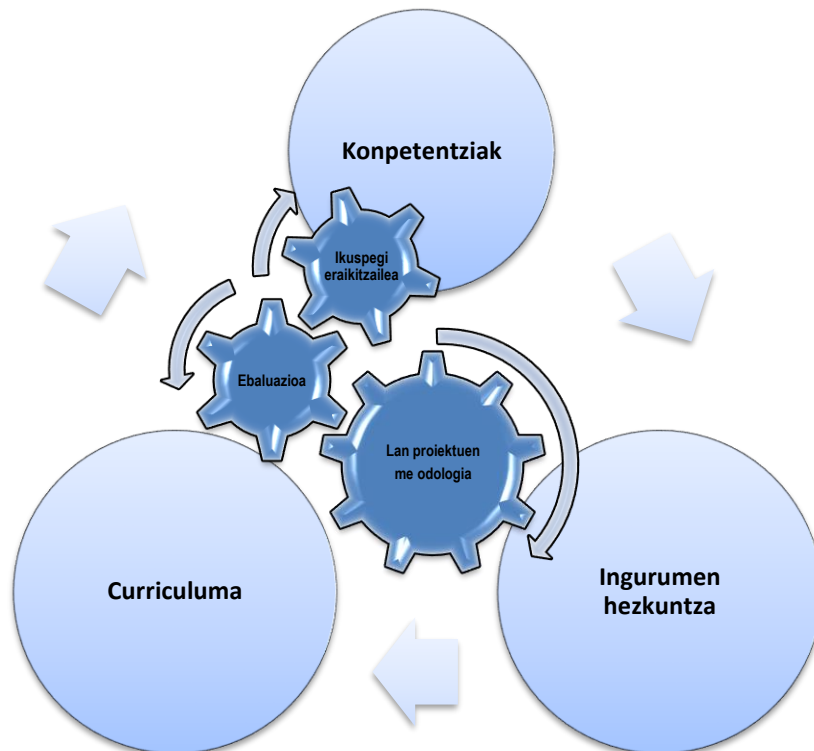 Konpetentziak
Ikuspegi
eraikitzailea
Ebaluazioa
Lan proiektuen
me odologia
Curriculuma
Ingurumen
hezkuntza